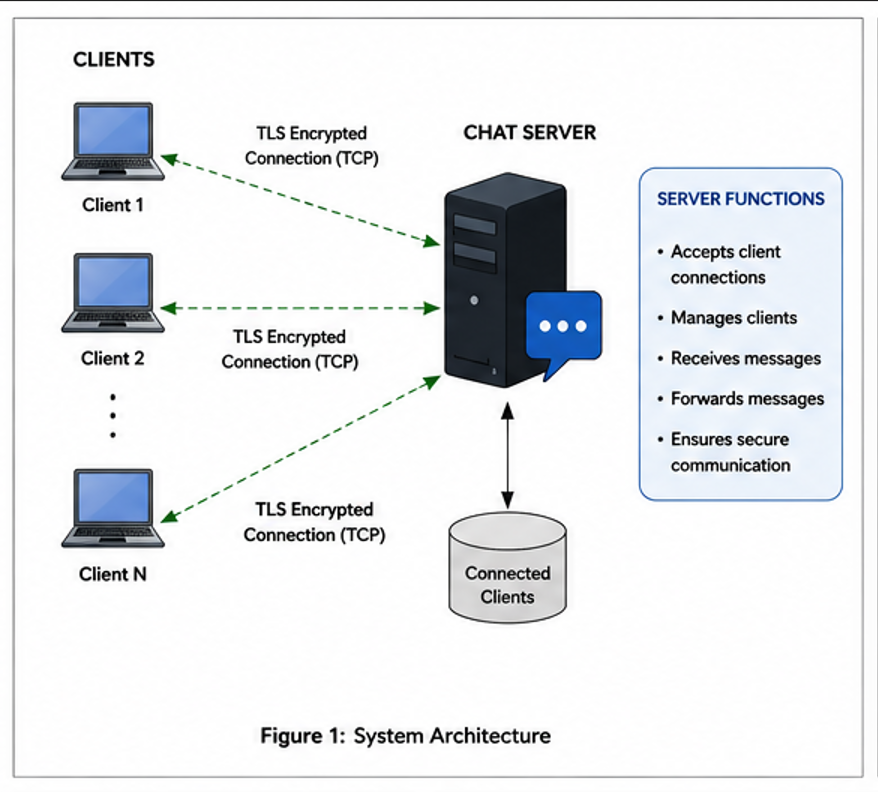 CLIENTS
TLS Encrypted
Connection (TCP)
CHAT SERVER
Client 1
SERVER FUNCTIONS
• Accepts client
connections
• Manages clients
• Receives messages
• Forwards messages
• Ensures secure
communication
TLS Encrypted
Connection (TCP)
Client 2
TLS Encrypted
Connection (TCP)
Client N
Connected
Clients
Figure 1: System Architecture